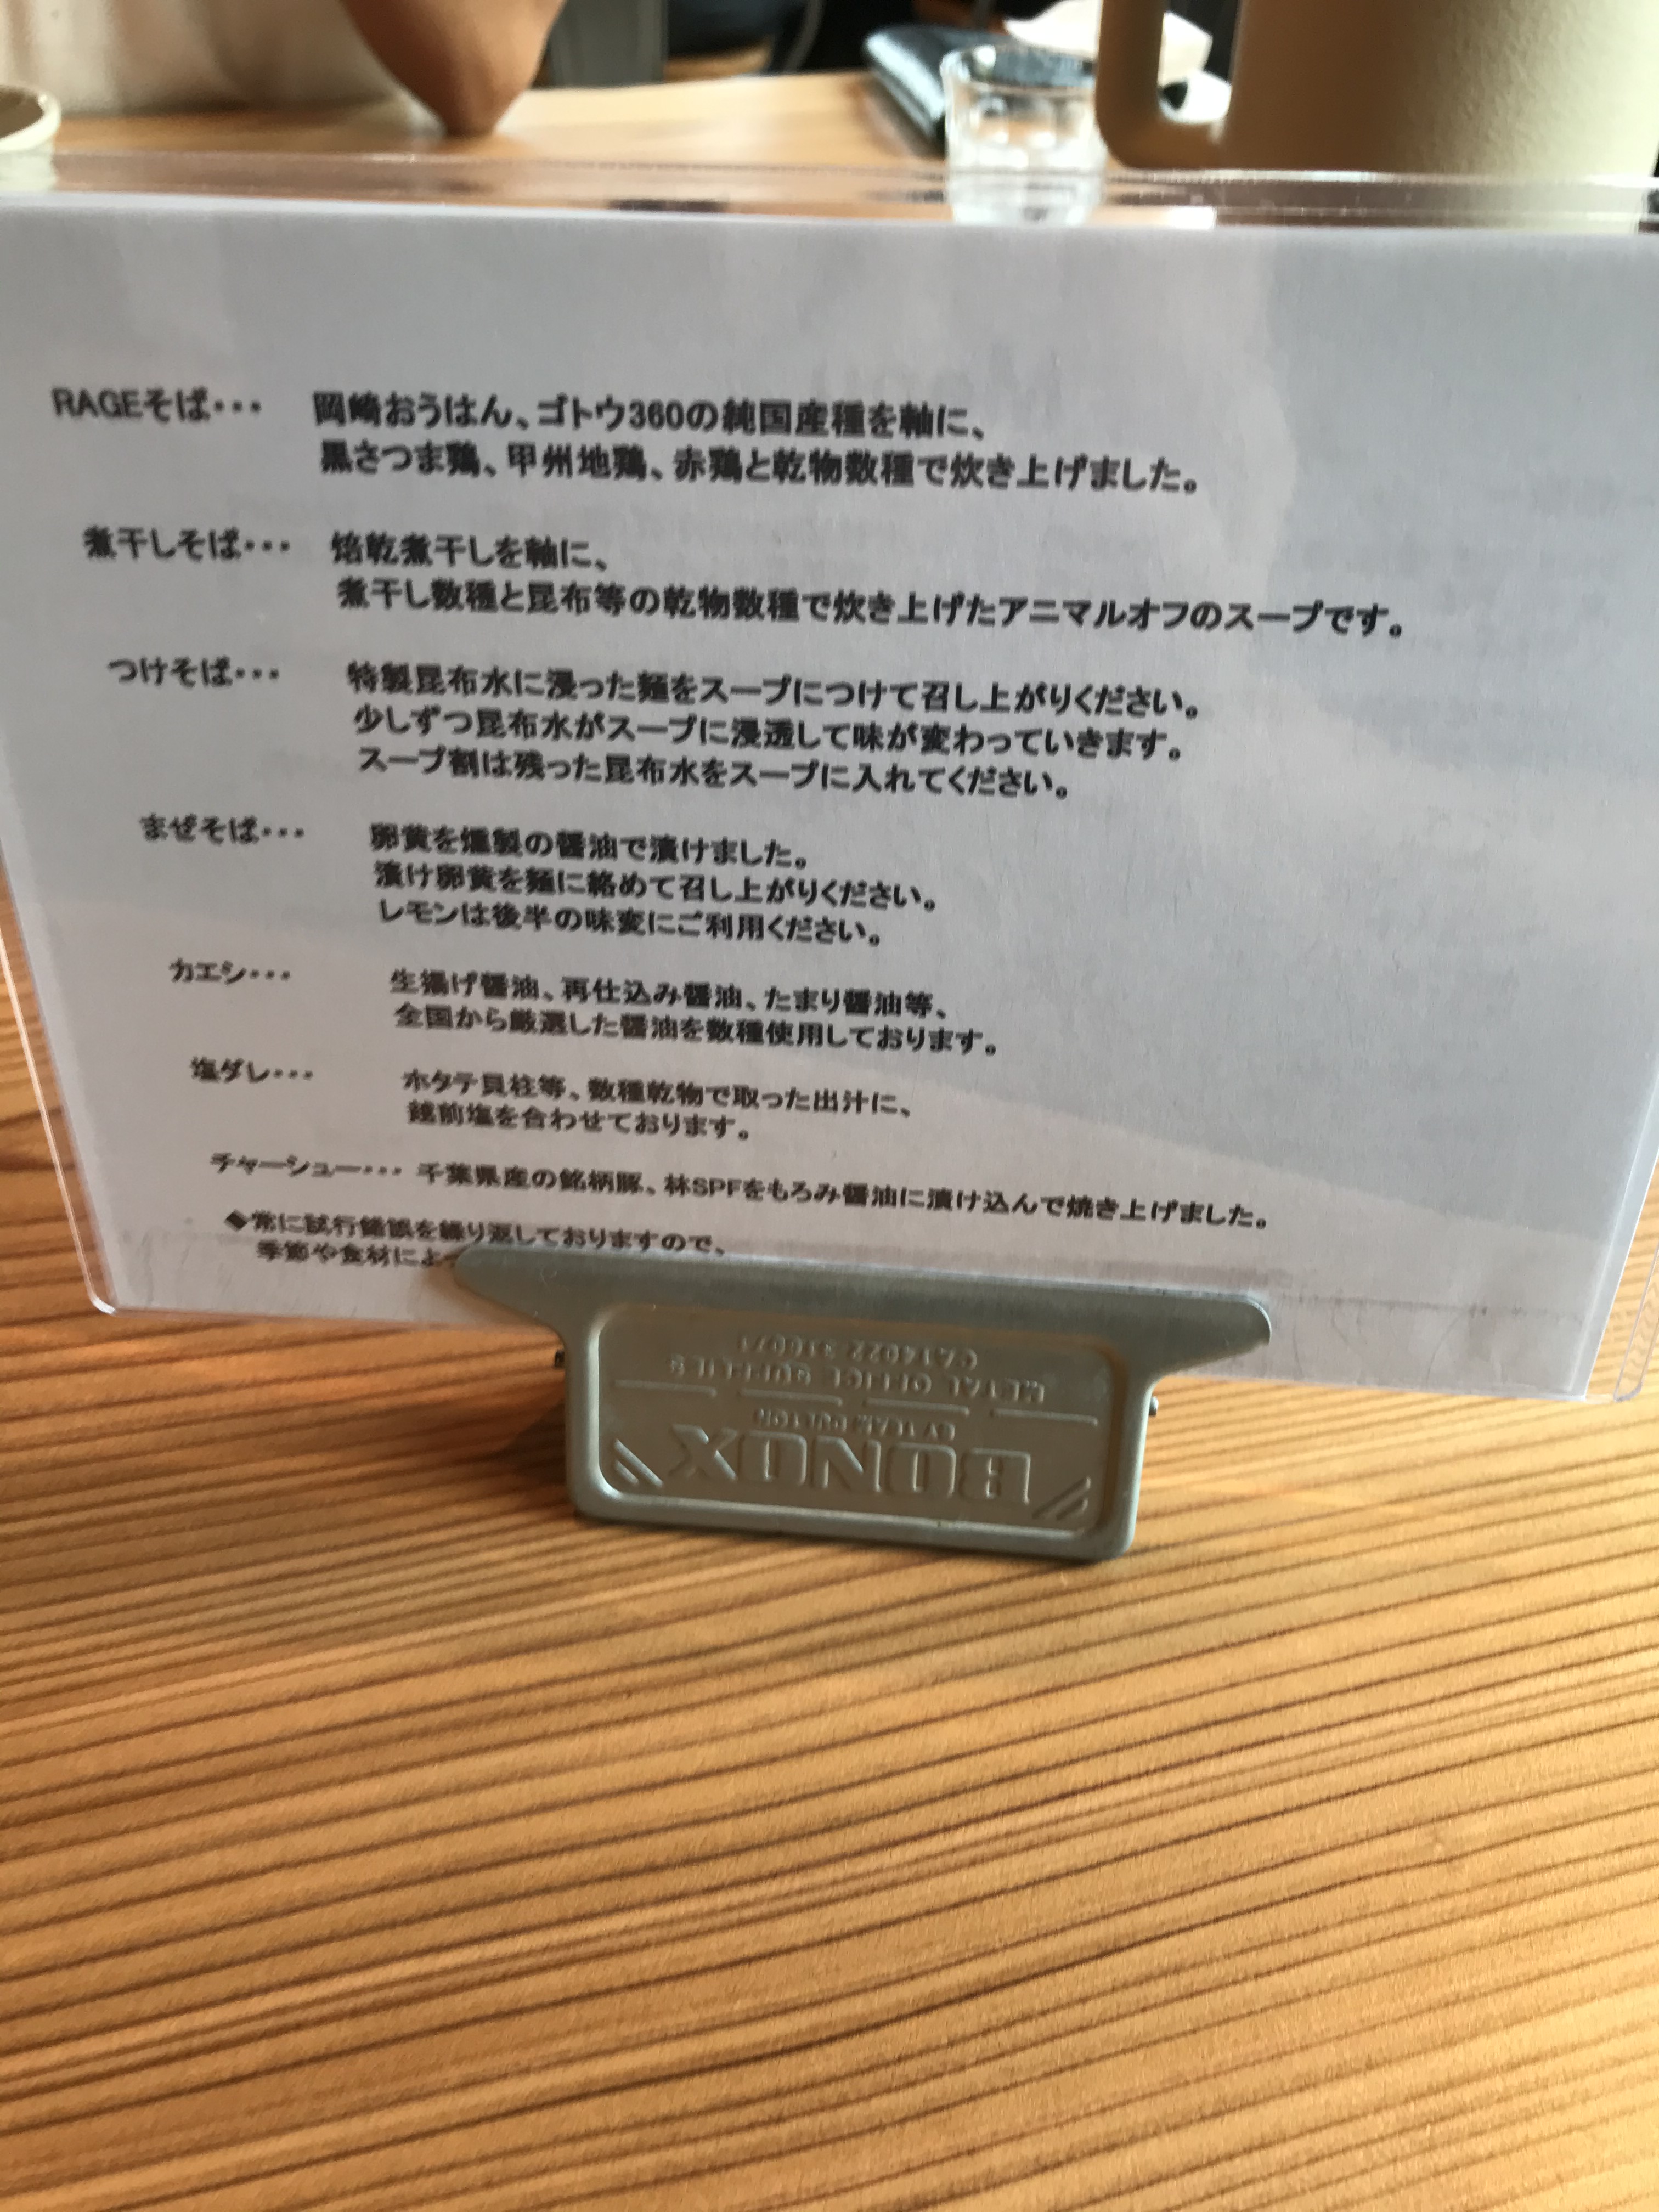 RAGEそば・・・ 岡崎おうはん、ゴトウ360の純国産種を軸に、
黒さつま鶏、甲州地鶏、赤鶏と乾物数種で炊き上げました。
煮干しそば・・・ 焙乾煮干しを軸に、
煮干し数種と昆布等の乾物数種で炊き上げたアニマルオフのスープです。
つけそば・・・ 特製昆布水に浸った麺をスープにつけて召し上がりください。
少しずつ昆布水がスープに浸透して味が変わっていきます。
スープ割は残った昆布水をスープに入れてください。
まぜそば・・・ 卵黄を燻製の醤油で漬けました。
漬け卵黄を麺に絡めて召し上がりください。
レモンは後半の味変にご利用ください。
カエシ・・・ 生揚げ醤油、再仕込み醤油、たまり醤油等、
全国から厳選した醤油を数種使用しております。
塩ダレ・・・ ホタテ貝柱等、数種乾物で取った出汁に、
越前塩を合わせております。
チャーシュー・・・ 千葉県産の銘柄豚、林SPFをもろみ醤油に漬け込んで焼き上げました。
◆常に試行錯誤を繰り返しておりますので、
季節や食材によっ
BONOX
METAL OFFICE SUPPLIES